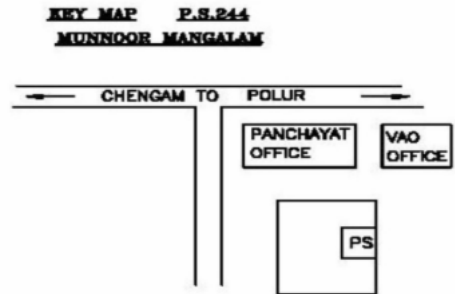 KEY MAP P.S.244
MUNNOOR MANGALAM
CHENGAM TO POLUR
PANCHAYAT
OFFICE
VAO
OFFICE
PS